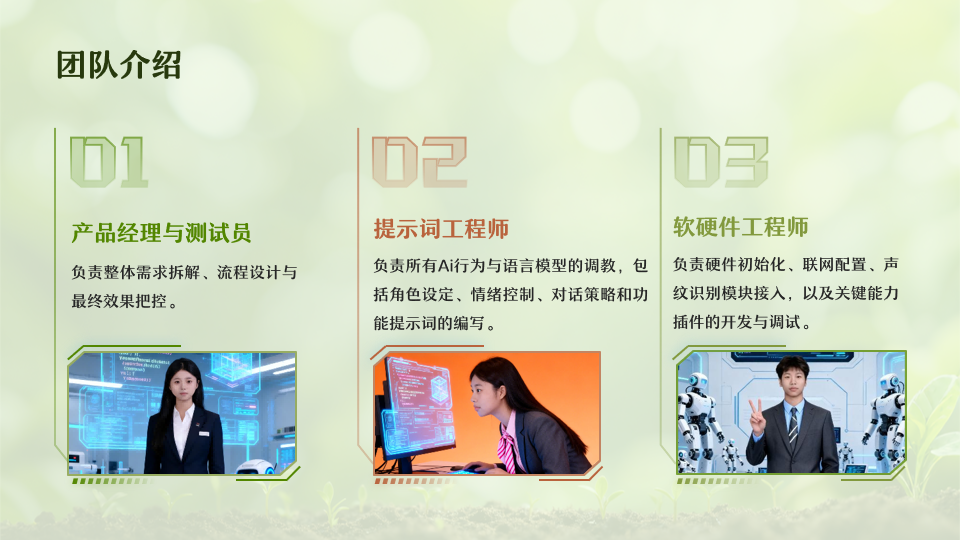 团队介绍
01
产品经理与测试员
负责整体需求拆解、流程设计与
最终效果把控。
02
提示词工程师
负责所有Ai行为与语言模型的调教，包
括角色设定、情绪控制、对话策略和功
能提示词的编写。
03
软硬件工程师
负责硬件初始化、联网配置、声
纹识别模块接入，以及关键能力
插件的开发与调试。